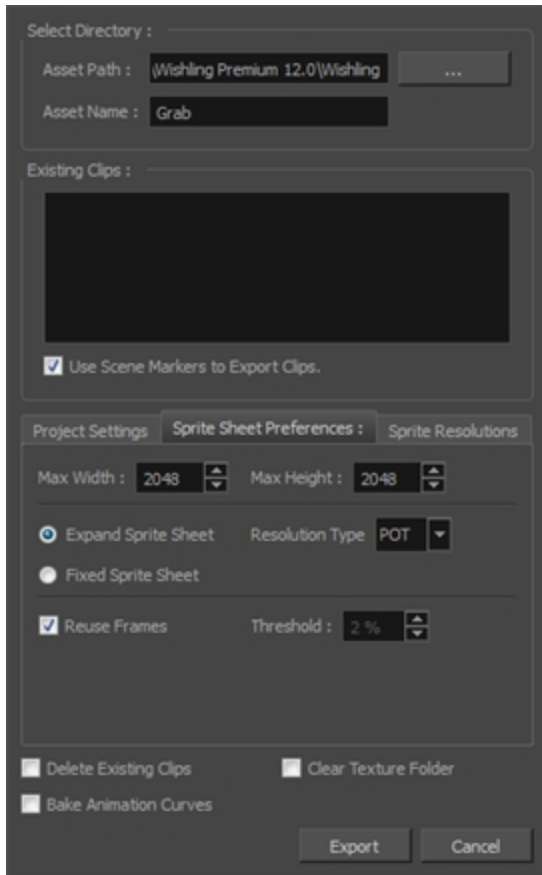 Select Directory :
Asset Path : \Wishling Premium 12.0\Wishling ...
Asset Name : Grab
Existing Clips :
Use Scene Markers to Export Clips.
Project Settings Sprite Sheet Preferences : Sprite Resolutions
Max Width : 2048 Max Height : 2048
Expand Sprite Sheet Resolution Type POT
Fixed Sprite Sheet
Reuse Frames Threshold : 2 %
Delete Existing Clips Clear Texture Folder
Bake Animation Curves
Export Cancel